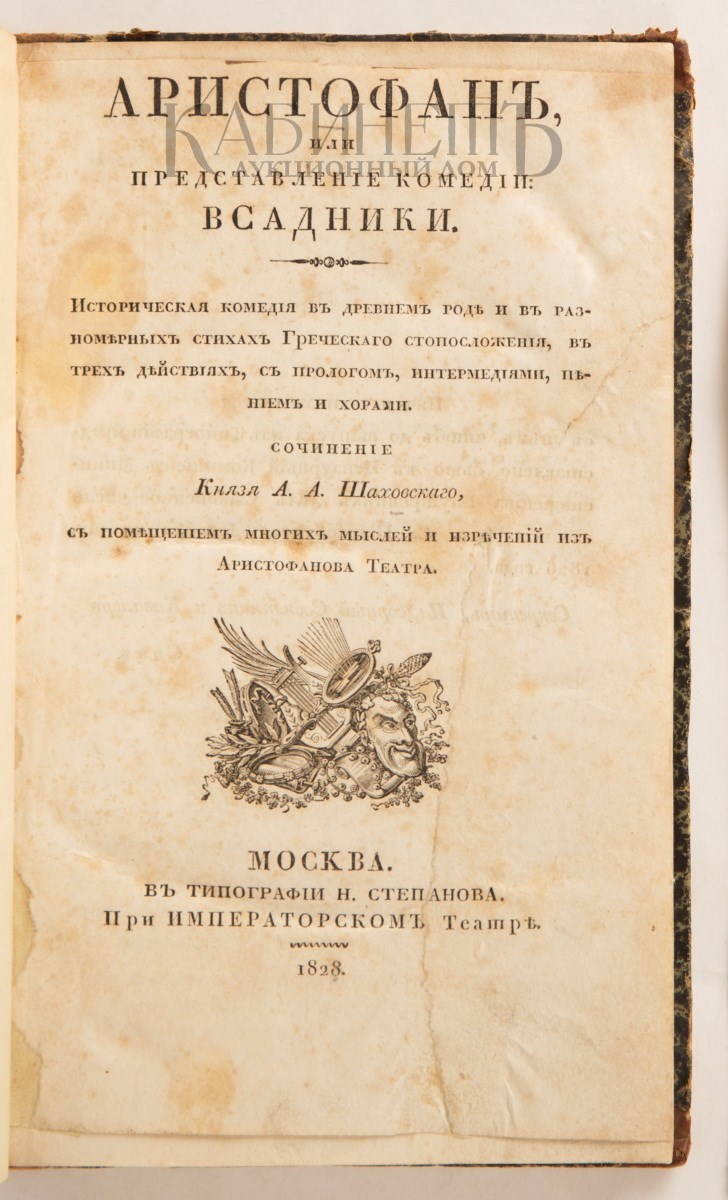 АРИСТОФАНЪ,
ИЛИ
ПРЕДСТАВЛЕНІЕ КОМЕДІИ:
ВСАДНИКИ.
КАБИНЕТЪ
АУКЦИОННЫЙ ДОМ
Историческая комедія въ древнемъ родѣ и въ раз-
номѣрныхъ стихахъ Греческаго стопосложенія, въ
трехъ дѣйствіяхъ, съ прологомъ, интермедіями, пѣ-
ніемъ и хорами.
СОЧИНЕНІЕ
Князя А. А. Шаховскаго,
съ помѣщеніемъ многихъ мыслей и изрѣченій изъ
Аристофанова Театра.
МОСКВА.
ВЪ ТИПОГРАФІИ Н. СТЕПАНОВА.
При ИМПЕРАТОРСКОМЪ Театрѣ.
1828.